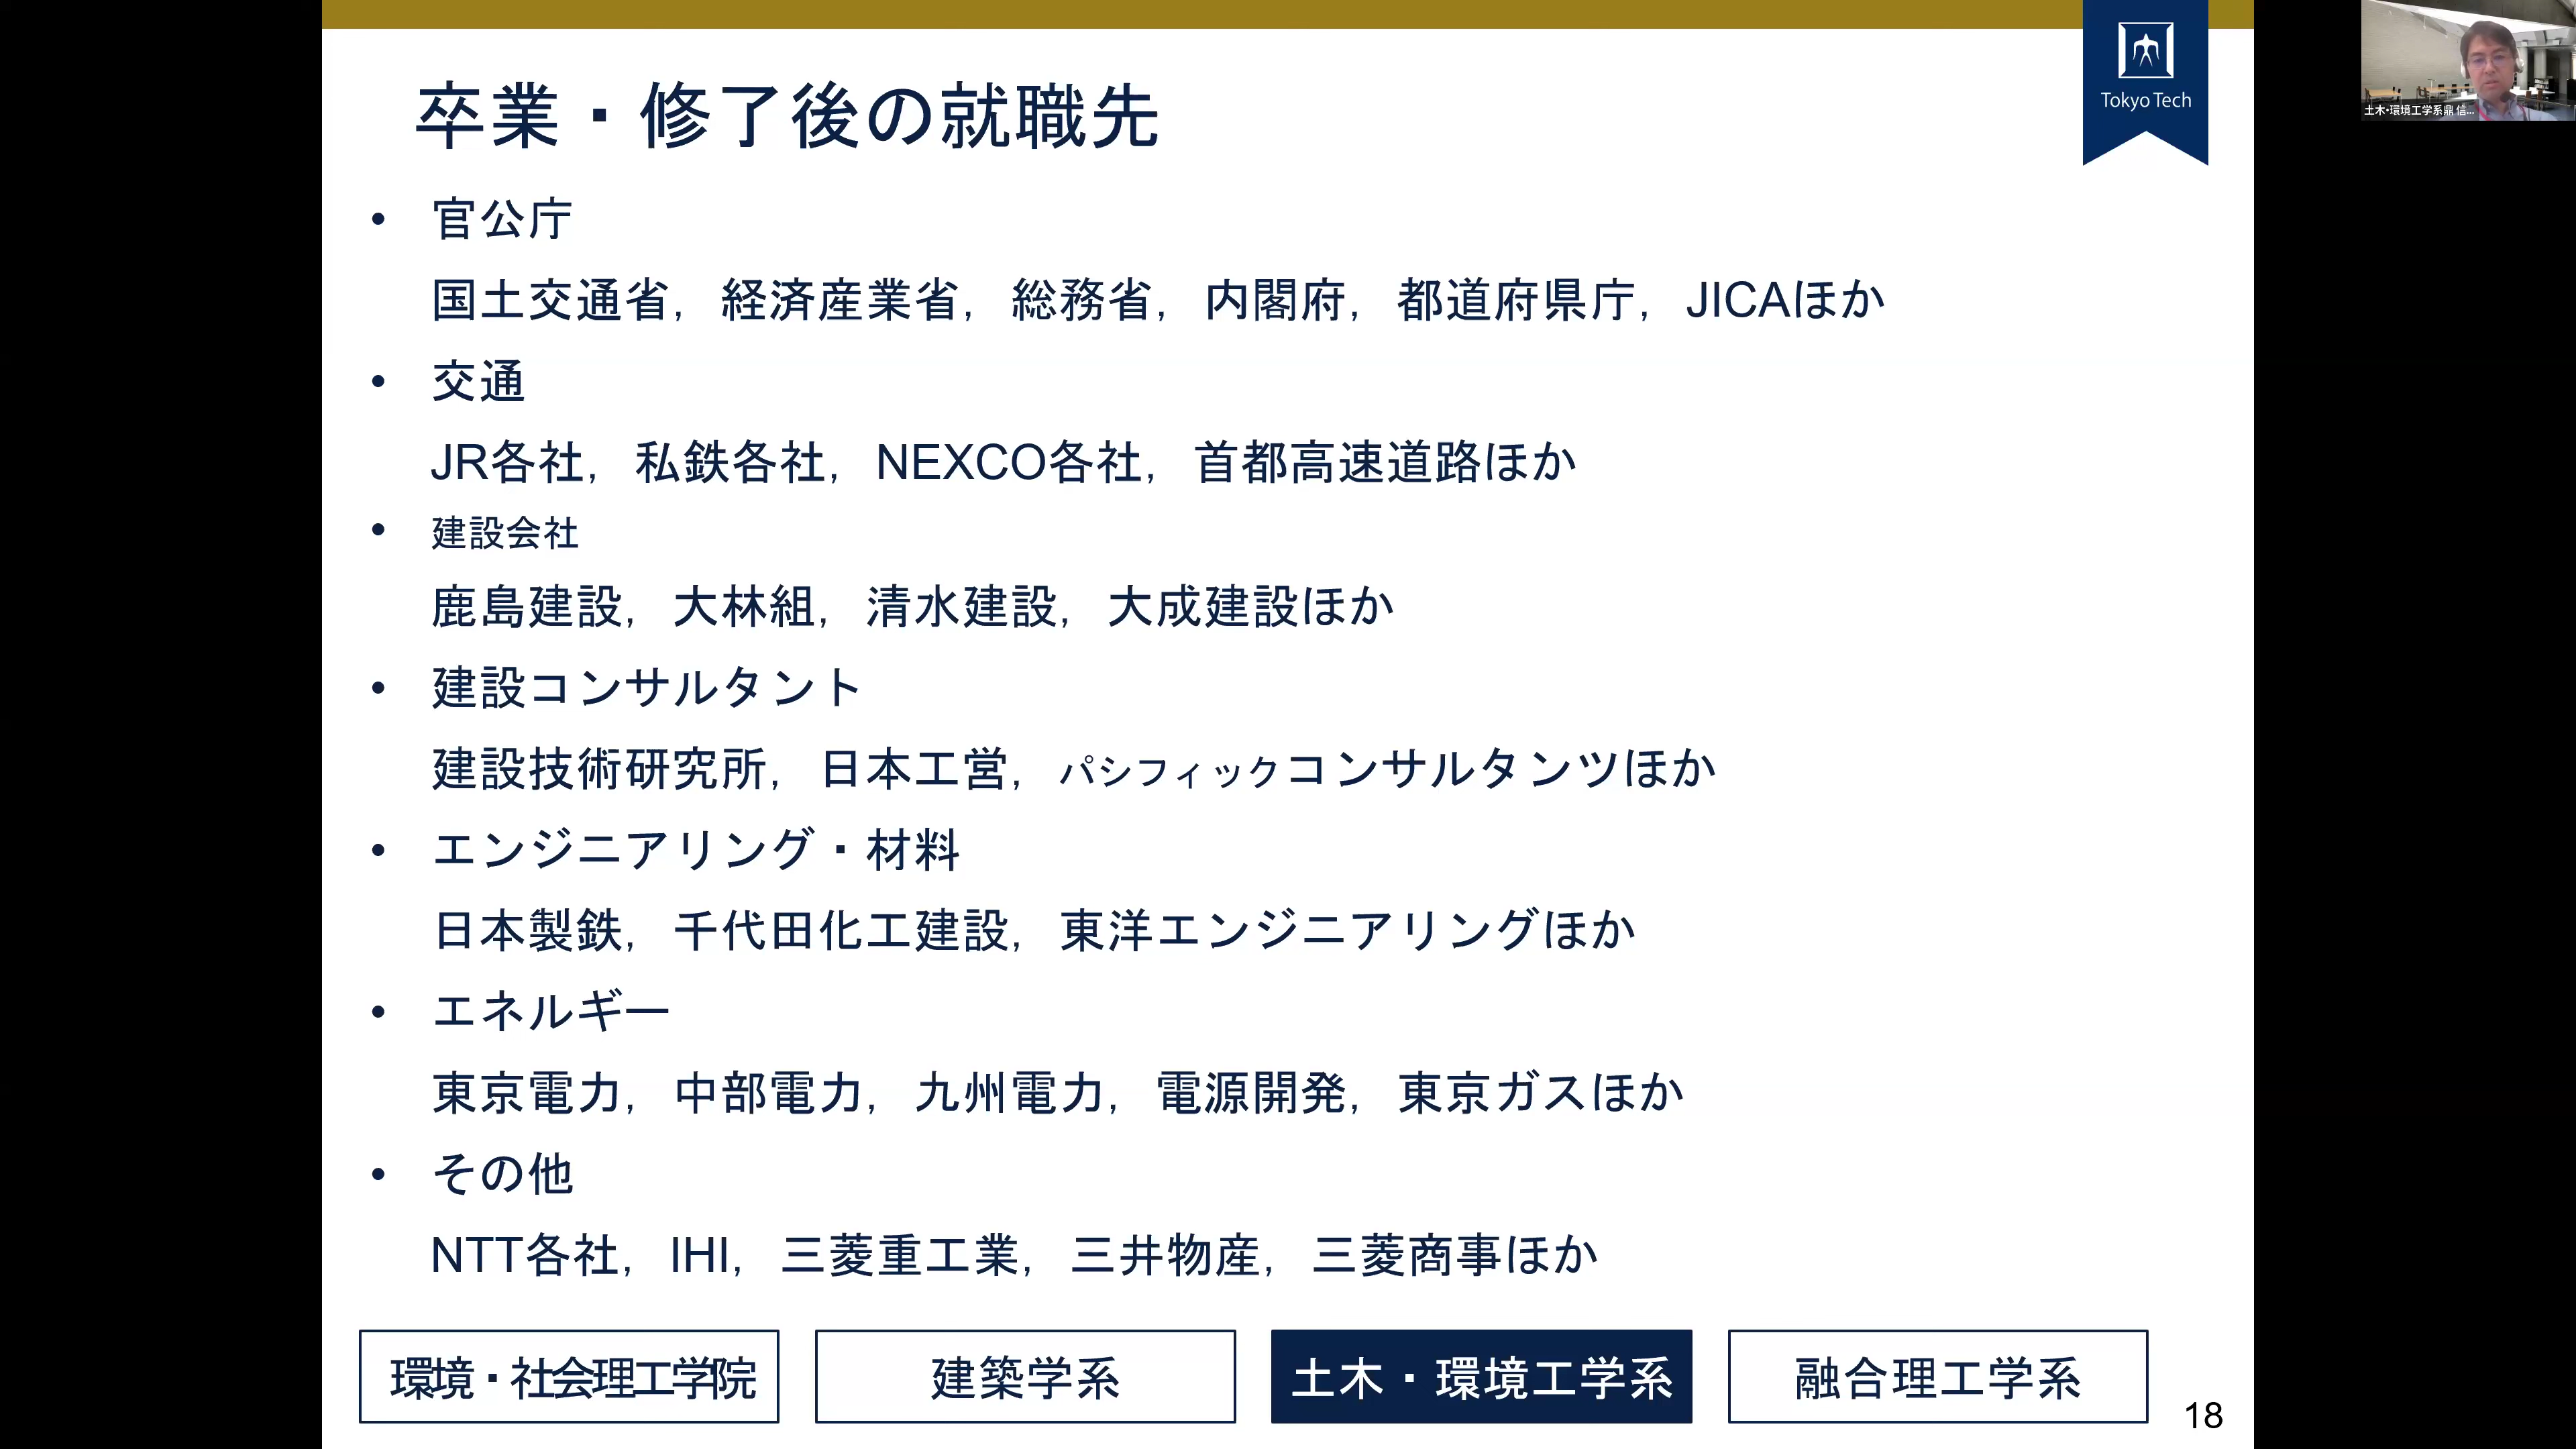 卒業・修了後の就職先
Tokyo Tech
土木・環境工学系鼎 信...
• 官公庁
国土交通省，経済産業省，総務省，内閣府，都道府県庁，JICAほか
• 交通
JR各社，私鉄各社，NEXCO各社，首都高速道路ほか
• 建設会社
鹿島建設，大林組，清水建設，大成建設ほか
• 建設コンサルタント
建設技術研究所，日本工営，パシフィックコンサルタンツほか
• エンジニアリング・材料
日本製鉄，千代田化工建設，東洋エンジニアリングほか
• エネルギー
東京電力，中部電力，九州電力，電源開発，東京ガスほか
• その他
NTT各社，IHI，三菱重工業，三井物産，三菱商事ほか
環境・社会理工学院
建築学系
土木・環境工学系
融合理工学系
18